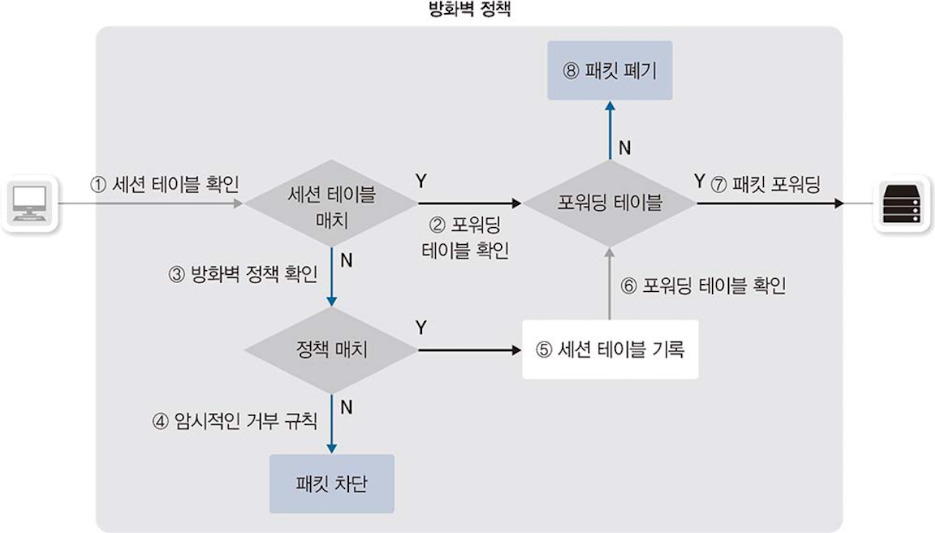 방화벽 정책
⑧ 패킷 폐기
N
① 세션 테이블 확인
세션 테이블
매치
Y
② 포워딩
테이블 확인
포워딩 테이블
Y ⑦ 패킷 포워딩
N
③ 방화벽 정책 확인
⑥ 포워딩 테이블 확인
정책 매치
Y
⑤ 세션 테이블 기록
N
④ 암시적인 거부 규칙
패킷 차단